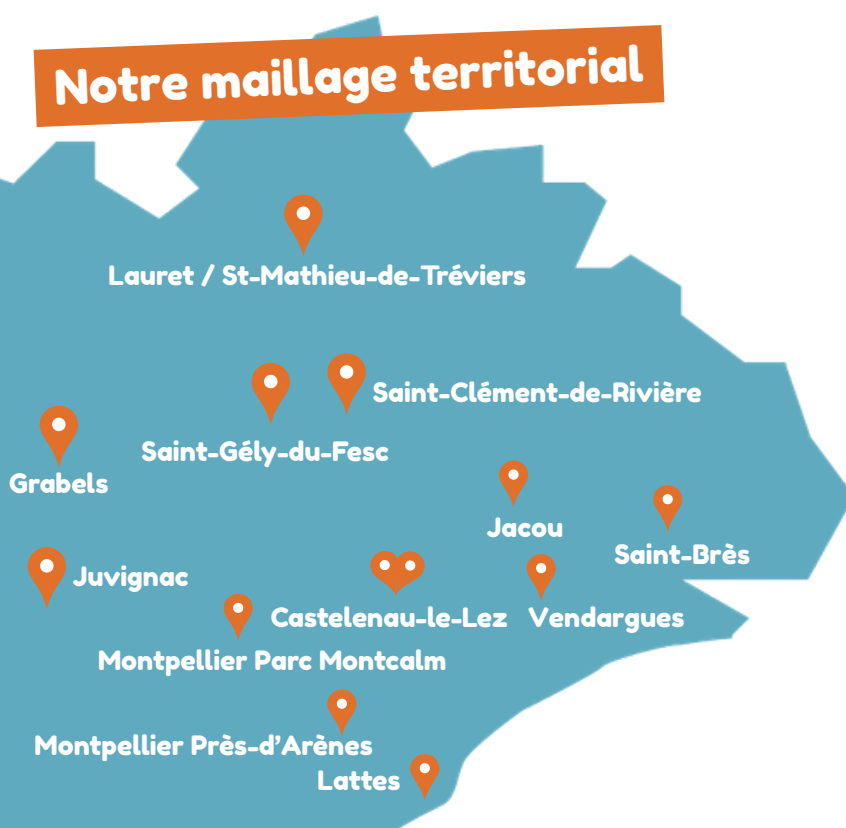 Notre maillage territorial
Lauret / St-Mathieu-de-Tréviers
Saint-Clément-de-Rivière
Saint-Gély-du-Fesc
Grabels
Jacou
Saint-Brès
Juvignac
Castelenau-le-Lez
Vendargues
Montpellier Parc Montcalm
Montpellier Près-d’Arènes
Lattes